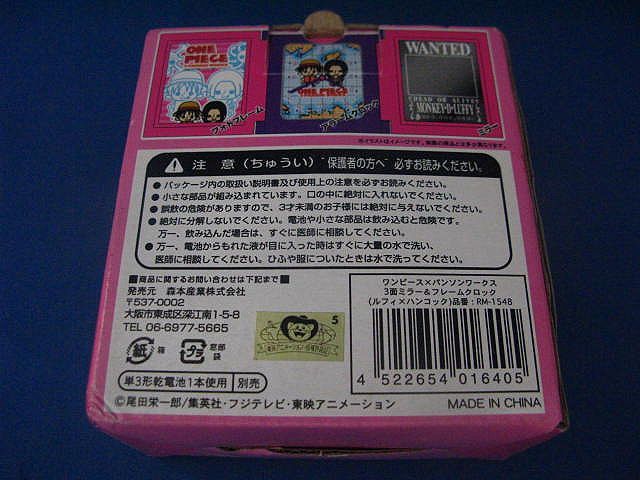 ONE
PIECE
フォトフレーム
ONE PIECE
アラームクロック
WANTED
DEAD OR ALIVE
MONKEY·D·LUFFY
ミラー
※イラストはイメージです。実際の商品とは多少異なります。
注意(ちゅうい) 保護者の方へ 必ずお読みください。
●パッケージ内の取扱い説明書及び使用上の注意を必ずお読みください。
●小さな部品が組み込まれています。口の中に絶対に入れないでください。
●誤飲の危険がありますので、3才未満のお子様には絶対に与えないでください。
●絶対に分解しないでください。電池や小さな部品は飲み込むと危険です。
万一、飲み込んだ場合は、すぐに医師に相談してください。
●万一、電池からもれた液が目に入った時はすぐに大量の水で洗い、
医師に相談してください。ひふや服についたときは水で洗ってください。
■商品に関するお問い合わせは下記まで■
発売元 森本産業株式会社
〒537-0002
大阪市東成区深江南1-5-8
TEL 06-6977-5665
紙 箱
プラ 窓部 袋
単3形乾電池1本使用 別売
©尾田栄一郎/集英社・フジテレビ・東映アニメーション
5
ワンピース×パンソンワークス
3面ミラー&フレームクロック
(ルフィ×ハンコック)品番:RM-1548
4 522654 016405
MADE IN CHINA